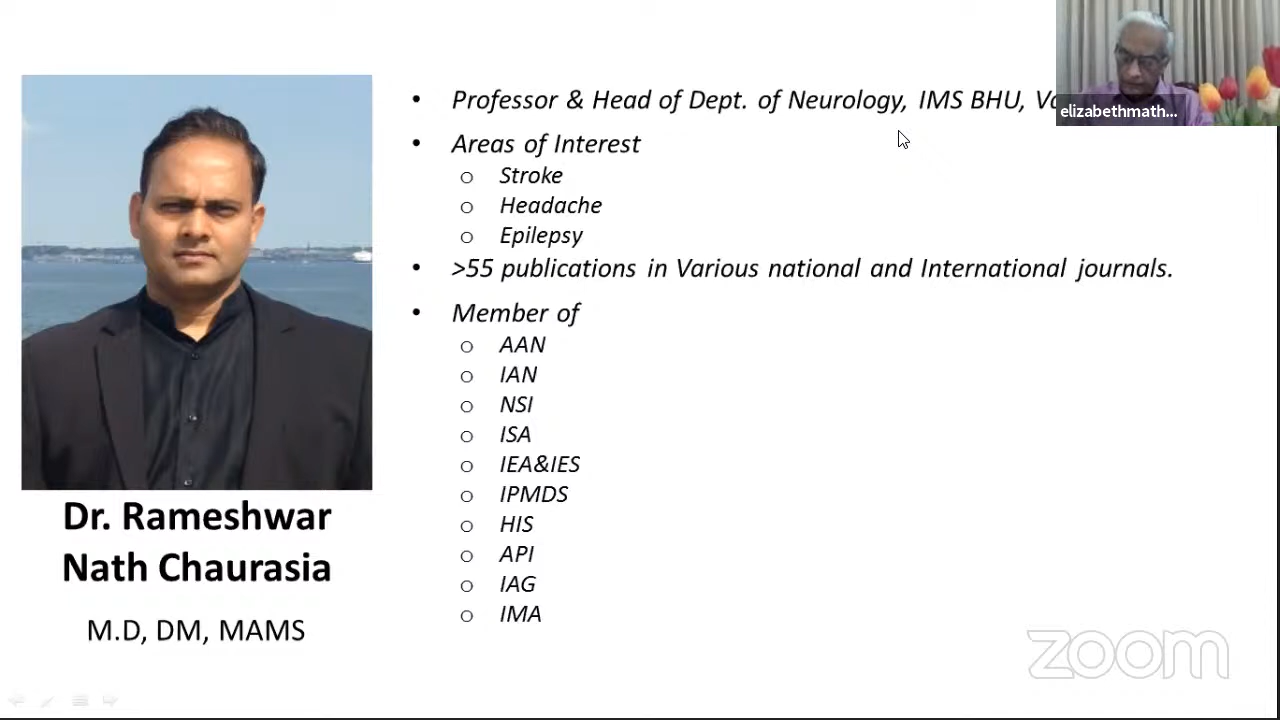 • Professor & Head of Dept. of Neurology, IMS BHU,
elizabethmath...
• Areas of Interest
o Stroke
o Headache
o Epilepsy
• >55 publications in Various national and International journals.
• Member of
o AAN
o IAN
o NSI
o ISA
o IEA&IES
o IPMDS
o HIS
o API
o IAG
o IMA
Dr. Rameshwar
Nath Chaurasia
M.D, DM, MAMS
zoom